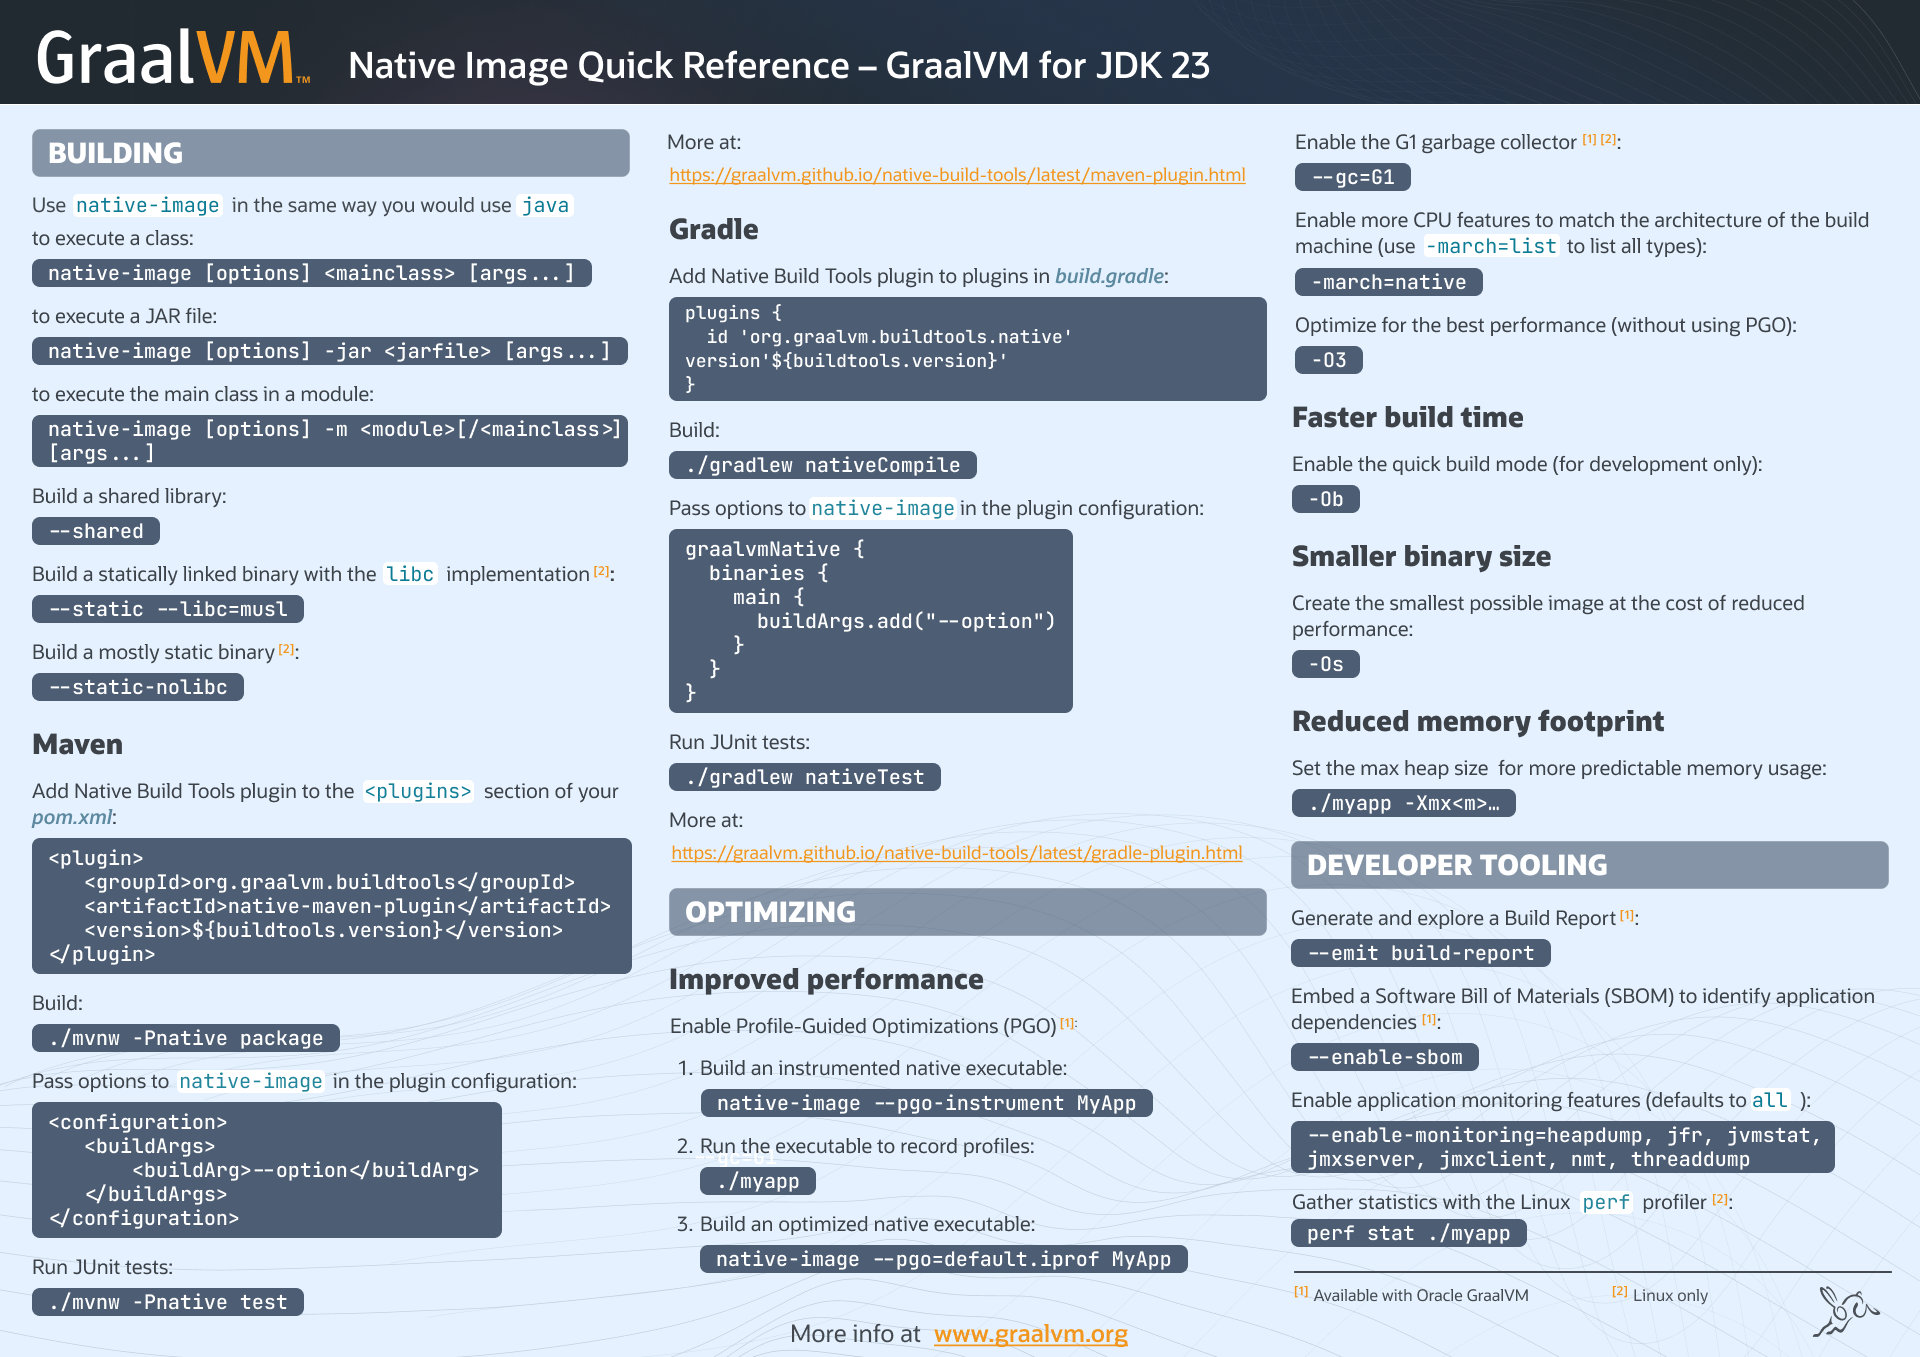 GraalVM™
Native Image Quick Reference – GraalVM for JDK 23
BUILDING
Use native-image in the same way you would use java
to execute a class:
native-image [options] <mainclass> [args...]
to execute a JAR file:
native-image [options] -jar <jarfile> [args...]
to execute the main class in a module:
native-image [options] -m <module>[/<mainclass>]
[args...]
Build a shared library:
--shared
Build a statically linked binary with the libc implementation [2]:
--static --libc=musl
Build a mostly static binary [2]:
--static-nolibc
Maven
Add Native Build Tools plugin to the <plugins> section of your
pom.xml:
<plugin>
<groupId>org.graalvm.buildtools</groupId>
<artifactId>native-maven-plugin</artifactId>
<version>${buildtools.version}</version>
</plugin>
Build:
./mvnw -Pnative package
Pass options to native-image in the plugin configuration:
<configuration>
<buildArgs>
<buildArg>--option</buildArg>
</buildArgs>
</configuration>
Run JUnit tests:
./mvnw -Pnative test
More at:
https://graalvm.github.io/native-build-tools/latest/maven-plugin.html
Gradle
Add Native Build Tools plugin to plugins in build.gradle:
plugins {
id 'org.graalvm.buildtools.native'
version'${buildtools.version}'
}
Build:
./gradlew nativeCompile
Pass options to native-image in the plugin configuration:
graalvmNative {
binaries {
main {
buildArgs.add("--option")
}
}
}
Run JUnit tests:
./gradlew nativeTest
More at:
https://graalvm.github.io/native-build-tools/latest/gradle-plugin.html
OPTIMIZING
Improved performance
Enable Profile-Guided Optimizations (PGO) [1]:
1. Build an instrumented native executable:
native-image --pgo-instrument MyApp
2. Run the executable to record profiles:
--gc=G1
./myapp
3. Build an optimized native executable:
native-image --pgo=default.iprof MyApp
Enable the G1 garbage collector [1] [2]:
--gc=G1
Enable more CPU features to match the architecture of the build
machine (use -march=list to list all types):
-march=native
Optimize for the best performance (without using PGO):
-O3
Faster build time
Enable the quick build mode (for development only):
-Ob
Smaller binary size
Create the smallest possible image at the cost of reduced
performance:
-Os
Reduced memory footprint
Set the max heap size for more predictable memory usage:
./myapp -Xmx<m>…
DEVELOPER TOOLING
Generate and explore a Build Report [1]:
--emit build-report
Embed a Software Bill of Materials (SBOM) to identify application
dependencies [1]:
--enable-sbom
Enable application monitoring features (defaults to all ):
--enable-monitoring=heapdump, jfr, jvmstat,
jmxserver, jmxclient, nmt, threaddump
Gather statistics with the Linux perf profiler [2]:
perf stat ./myapp
[1] Available with Oracle GraalVM [2] Linux only
More info at www.graalvm.org